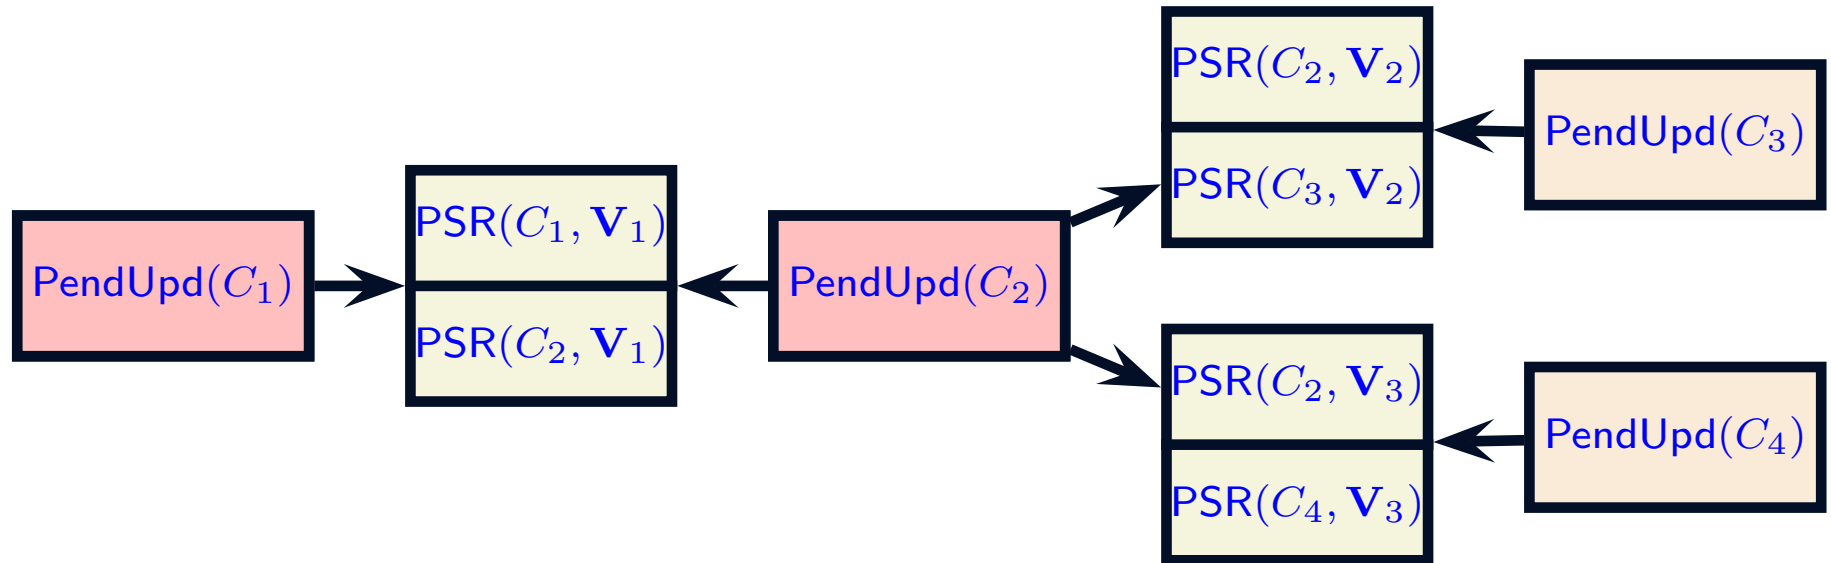 PendUpd(C₁)
PSR(C₁, V₁)
PSR(C₂, V₁)
PendUpd(C₂)
PSR(C₂, V₂)
PSR(C₃, V₂)
PendUpd(C₃)
PSR(C₂, V₃)
PSR(C₄, V₃)
PendUpd(C₄)